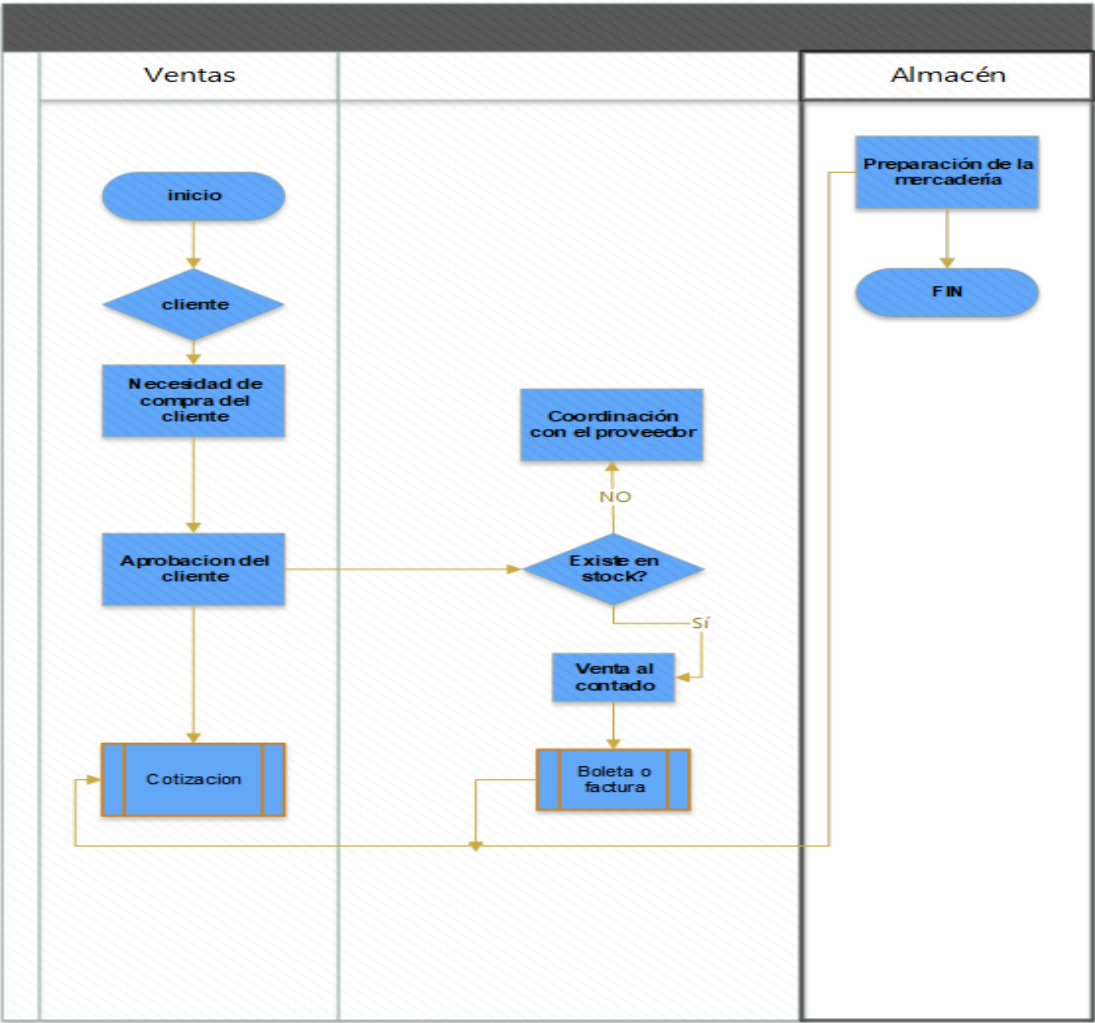 Ventas
Almacén
inicio
cliente
Necesidad de
compra del
cliente
Aprobacion del
cliente
Cotizacion
Coordinación
con el proveedor
NO
Existe en
stock?
Sí
Venta al
contado
Boleta o
factura
Preparación de la
mercadería
FIN